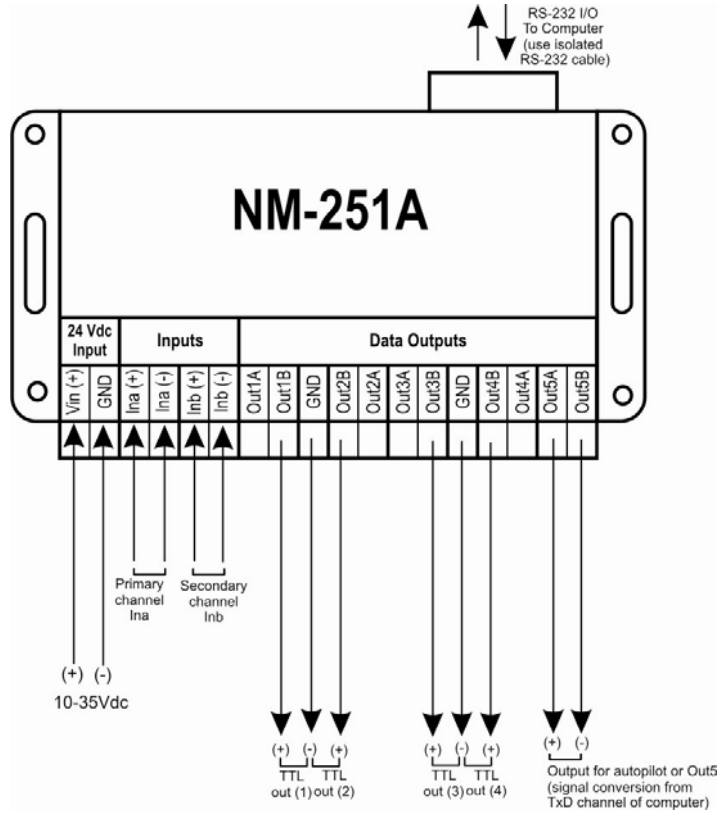 RS-232 I/O
To Computer
(use isolated
RS-232 cable)
NM-251A
24 Vdc
Input
Inputs
Data Outputs
Vin (+)
GND
Ina (+)
Ina (-)
Inb (+)
Inb (-)
Out1A
Out1B
GND
Out2B
Out2A
Out3A
Out3B
GND
Out4B
Out4A
Out5A
Out5B
Primary
channel
Ina
Secondary
channel
Inb
(+) (-)
10-35Vdc
(+) (-) (+)
TTL
out (1)
TTL
out (2)
(+) (-) (+)
TTL
out (3)
TTL
out (4)
(+) (-)
Output for autopilot or Out5
(signal conversion from
TxD channel of computer)